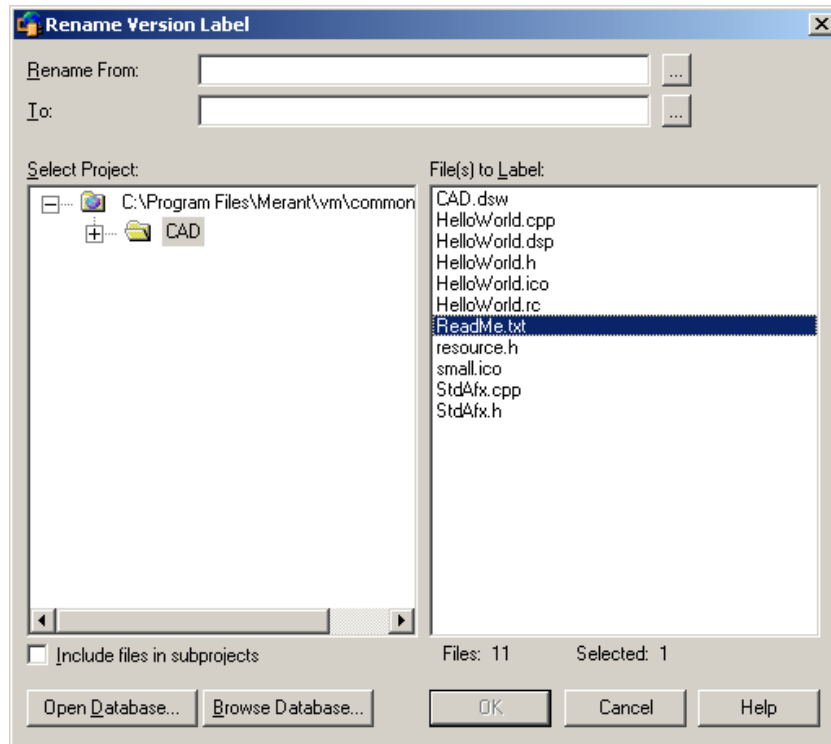 Rename Version Label
Rename From:
...
To:
...
Select Project:
C:\Program Files\Merant\vm\common
CAD
File(s) to Label:
CAD.dsw
HelloWorld.cpp
HelloWorld.dsp
HelloWorld.h
HelloWorld.ico
HelloWorld.rc
ReadMe.txt
resource.h
small.ico
StdAfx.cpp
StdAfx.h
Include files in subprojects
Files: 11 Selected: 1
Open Database... Browse Database... OK Cancel Help